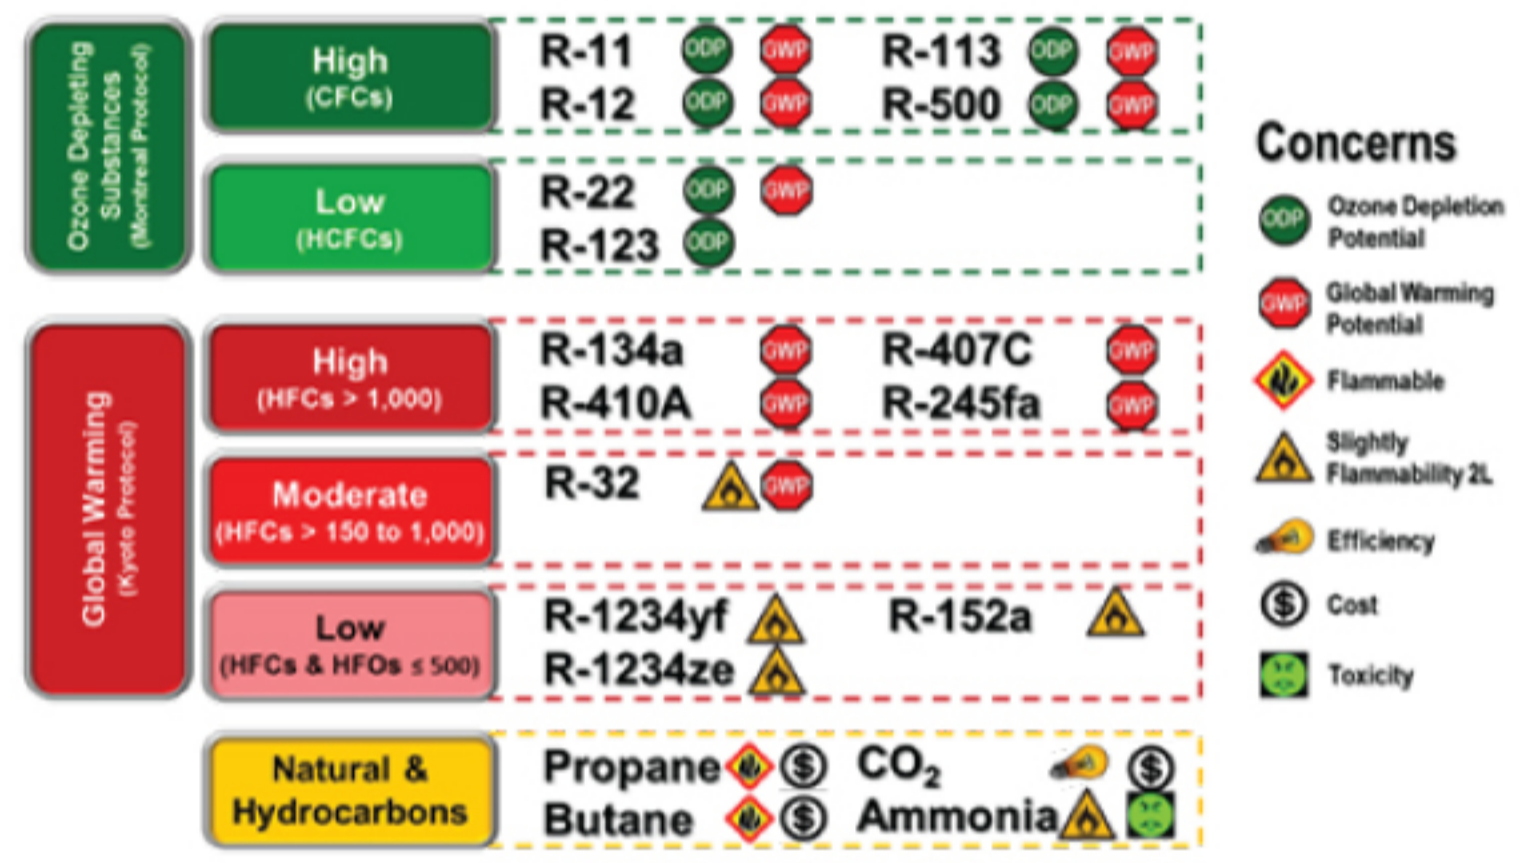 Ozone Depleting
Substances
(Montreal Protocol)
High
(CFCs)
R-11 ODP GWP R-113 ODP GWP
R-12 ODP GWP R-500 ODP GWP
Low
(HCFCs)
R-22 ODP GWP
R-123 ODP
Global Warming
(Kyoto Protocol)
High
(HFCs > 1,000)
R-134a GWP R-407C GWP
R-410A GWP R-245fa GWP
Moderate
(HFCs > 150 to 1,000)
R-32 GWP
Low
(HFCs & HFOs ≤ 500)
R-1234yf R-152a
R-1234ze
Natural &
Hydrocarbons
Propane $ CO₂ $
Butane $ Ammonia
Concerns
ODP Ozone Depletion
Potential
GWP Global Warming
Potential
Flammable
Slightly
Flammability 2L
Efficiency
$ Cost
Toxicity